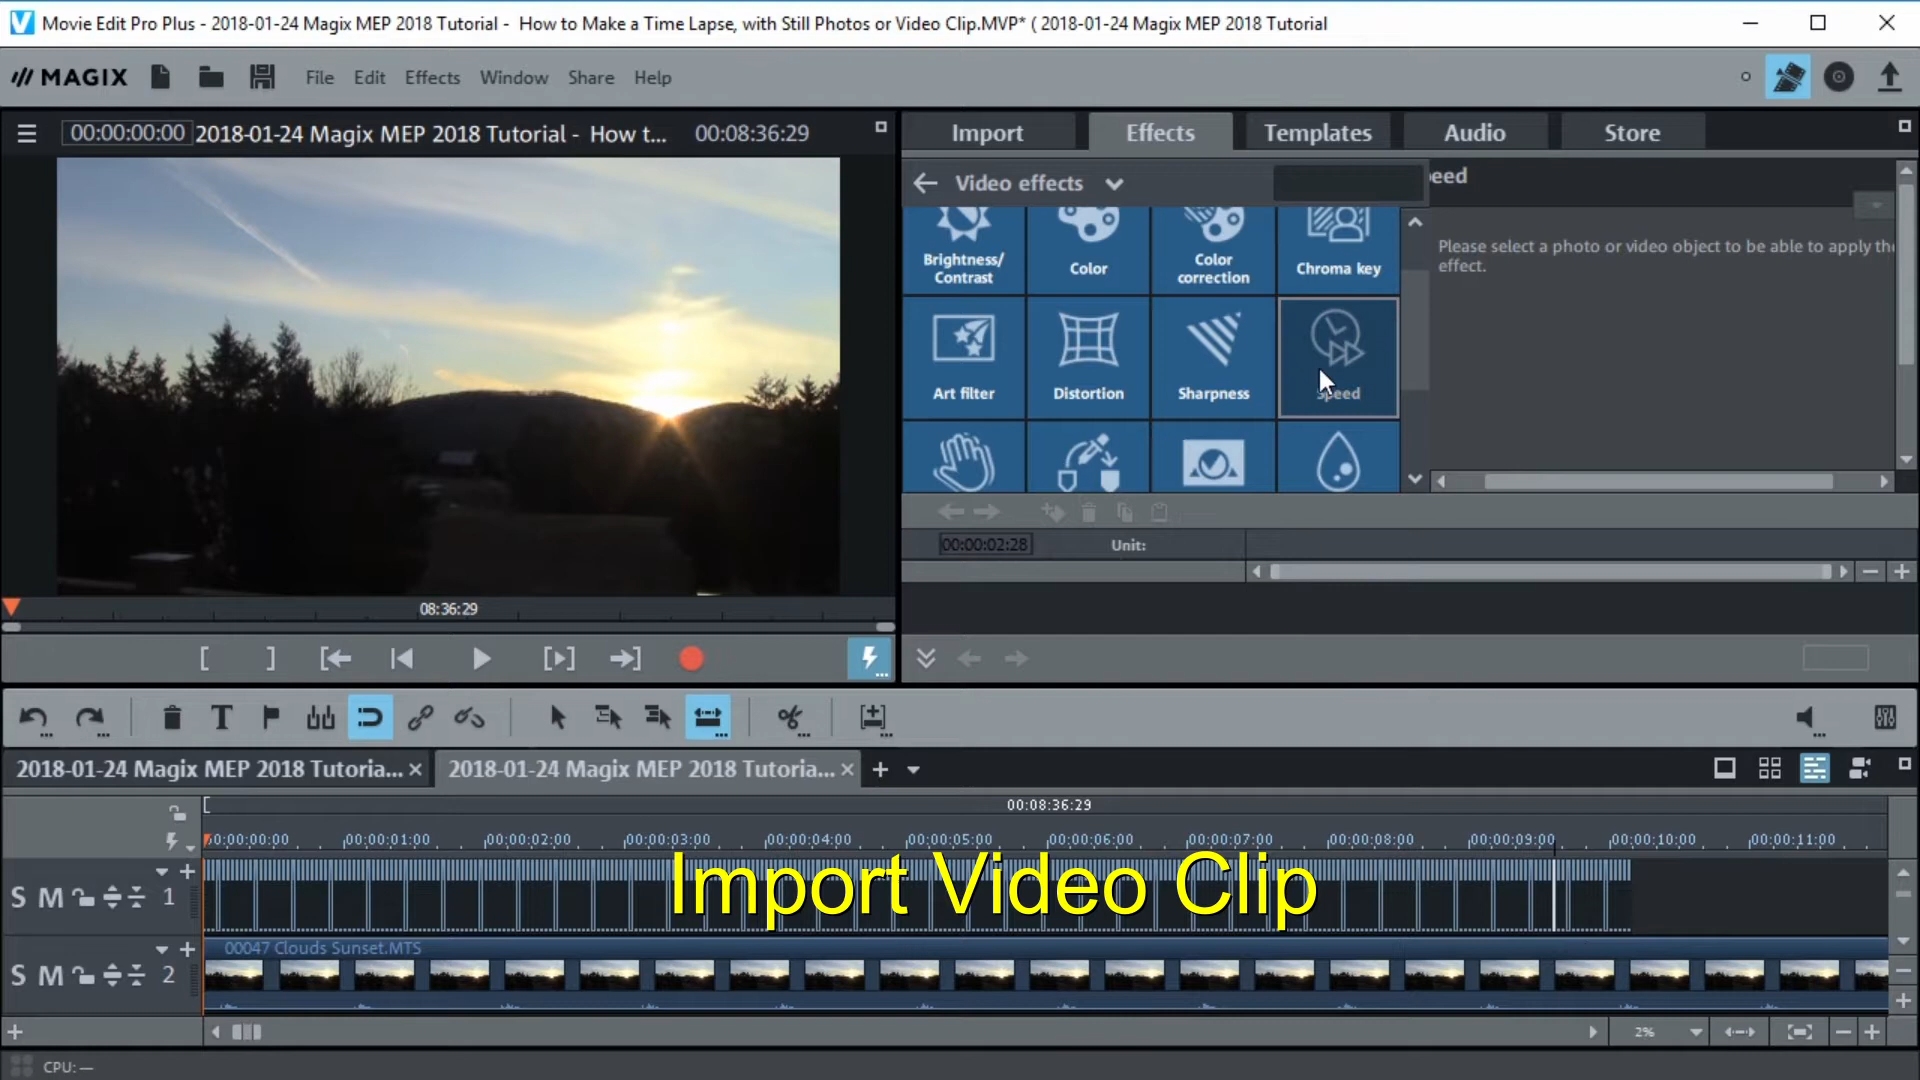 Movie Edit Pro Plus - 2018-01-24 Magix MEP 2018 Tutorial -  How to Make a Time Lapse, with Still Photos or Video Clip.MVP* ( 2018-01-24 Magix MEP 2018 Tutorial
MAGIX File Edit Effects Window Share Help
00:00:00:00 2018-01-24 Magix MEP 2018 Tutorial -  How t... 00:08:36:29
Import Effects Templates Audio Store
Video effects
eed
Please select a photo or video object to be able to apply the
effect.
Brightness/
Contrast
Color
Color
correction
Chroma key
Art filter
Distortion
Sharpness
Speed
00:00:02:28 Unit:
08:36:29
2018-01-24 Magix MEP 2018 Tutoria...
2018-01-24 Magix MEP 2018 Tutoria...
00:08:36:29
00:00:00:00 00:00:01:00 00:00:02:00 00:00:03:00 00:00:04:00 00:00:05:00 00:00:06:00 00:00:07:00 00:00:08:00 00:00:09:00 00:00:10:00 00:00:11:00
S M 1
Import Video Clip
00047 Clouds Sunset.MTS
S M 2
2%
CPU: —